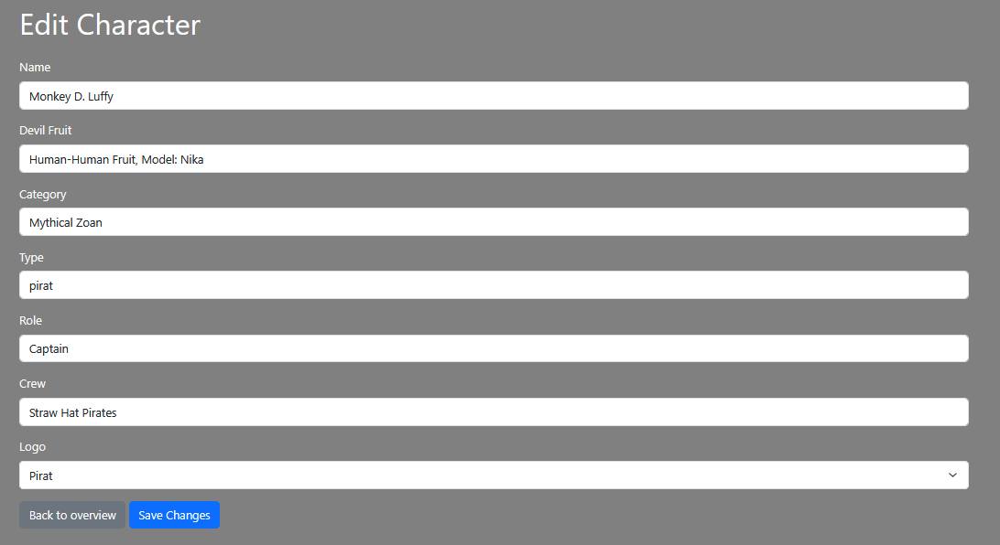 Edit Character
Name
Monkey D. Luffy
Devil Fruit
Human-Human Fruit, Model: Nika
Category
Mythical Zoan
Type
pirat
Role
Captain
Crew
Straw Hat Pirates
Logo
Pirat
Back to overview Save Changes